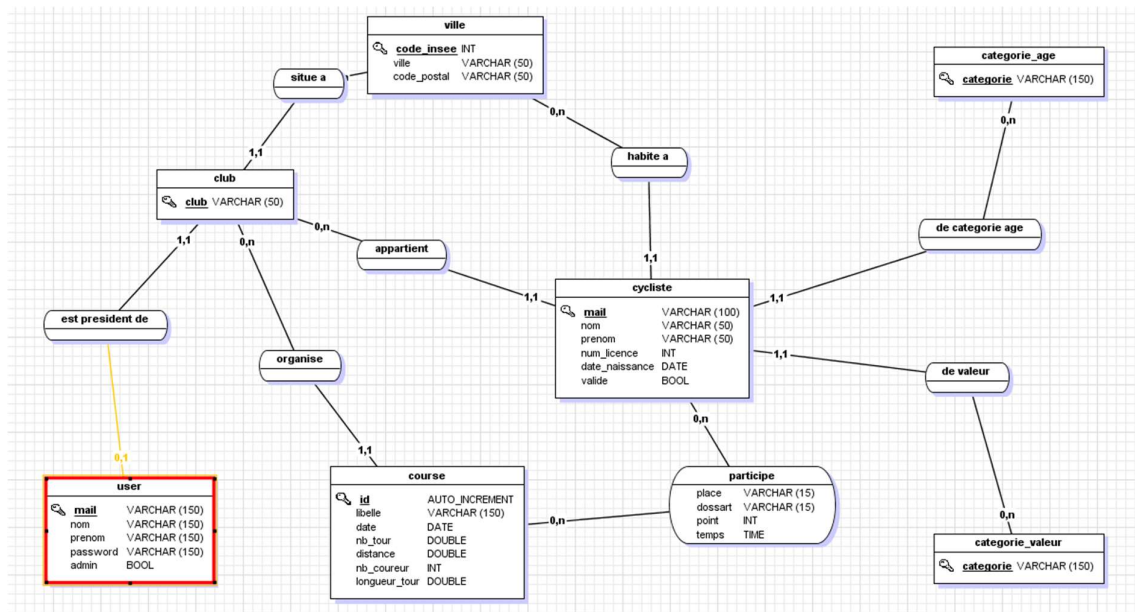 ville
code_insee INT
ville VARCHAR (50)
code_postal VARCHAR (50)
categorie_age
categorie VARCHAR (150)
situe a
0,n
0,n
habite a
1,1
club
club VARCHAR (50)
de categorie age
1,1
0,n
0,n
appartient
1,1
1,1
cycliste
mail VARCHAR (100)
nom VARCHAR (50)
prenom VARCHAR (50)
num_licence INT
date_naissance DATE
valide BOOL
1,1
1,1
est president de
organise
1,1
de valeur
0,n
0,1
1,1
user
mail VARCHAR (150)
nom VARCHAR (150)
prenom VARCHAR (150)
password VARCHAR (150)
admin BOOL
course
id AUTO_INCREMENT
libelle VARCHAR (150)
date DATE
nb_tour DOUBLE
distance DOUBLE
nb_coureur INT
longueur_tour DOUBLE
0,n
participe
place VARCHAR (15)
dossart VARCHAR (15)
point INT
temps TIME
0,n
categorie_valeur
categorie VARCHAR (150)